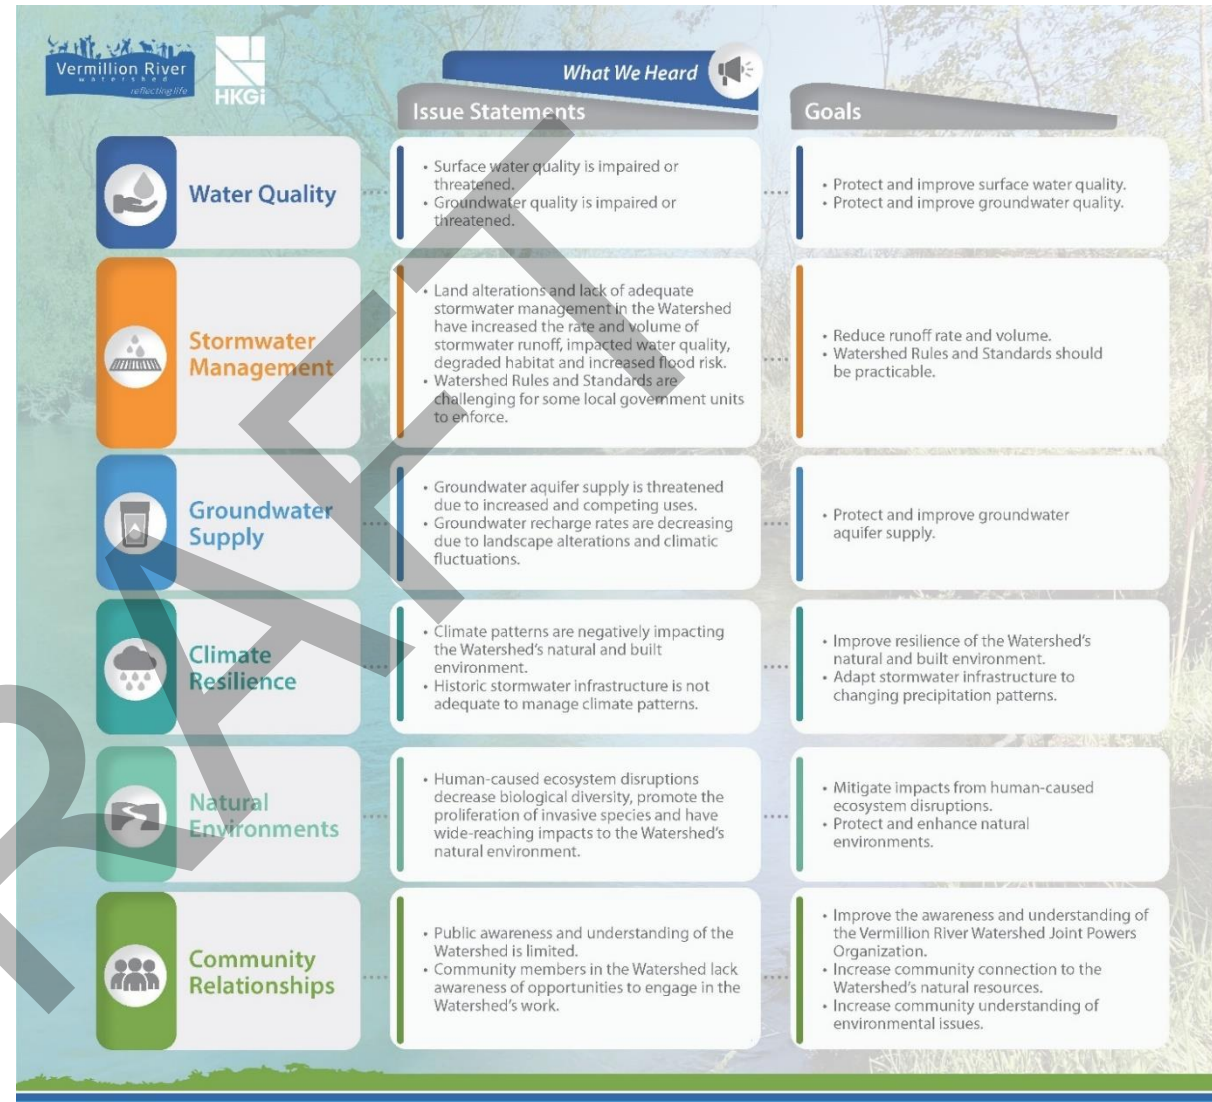 Vermillion River
watershed
reflecting life
HKGi
What We Heard
Issue Statements
Goals
Water Quality
• Surface water quality is impaired or
threatened.
• Groundwater quality is impaired or
threatened.
• Protect and improve surface water quality.
• Protect and improve groundwater quality.
Stormwater
Management
• Land alterations and lack of adequate
stormwater management in the Watershed
have increased the rate and volume of
stormwater runoff, impacted water quality,
degraded habitat and increased flood risk.
• Watershed Rules and Standards are
challenging for some local government units
to enforce.
• Reduce runoff rate and volume.
• Watershed Rules and Standards should
be practicable.
Groundwater
Supply
• Groundwater aquifer supply is threatened
due to increased and competing uses.
• Groundwater recharge rates are decreasing
due to landscape alterations and climatic
fluctuations.
• Protect and improve groundwater
aquifer supply.
Climate
Resilience
• Climate patterns are negatively impacting
the Watershed's natural and built
environment.
• Historic stormwater infrastructure is not
adequate to manage climate patterns.
• Improve resilience of the Watershed's
natural and built environment.
• Adapt stormwater infrastructure to
changing precipitation patterns.
Natural
Environments
• Human-caused ecosystem disruptions
decrease biological diversity, promote the
proliferation of invasive species and have
wide-reaching impacts to the Watershed's
natural environment.
• Mitigate impacts from human-caused
ecosystem disruptions.
• Protect and enhance natural
environments.
Community
Relationships
• Public awareness and understanding of the
Watershed is limited.
• Community members in the Watershed lack
awareness of opportunities to engage in the
Watershed's work.
• Improve the awareness and understanding of
the Vermillion River Watershed Joint Powers
Organization.
• Increase community connection to the
Watershed's natural resources.
• Increase community understanding of
environmental issues.
RAFT